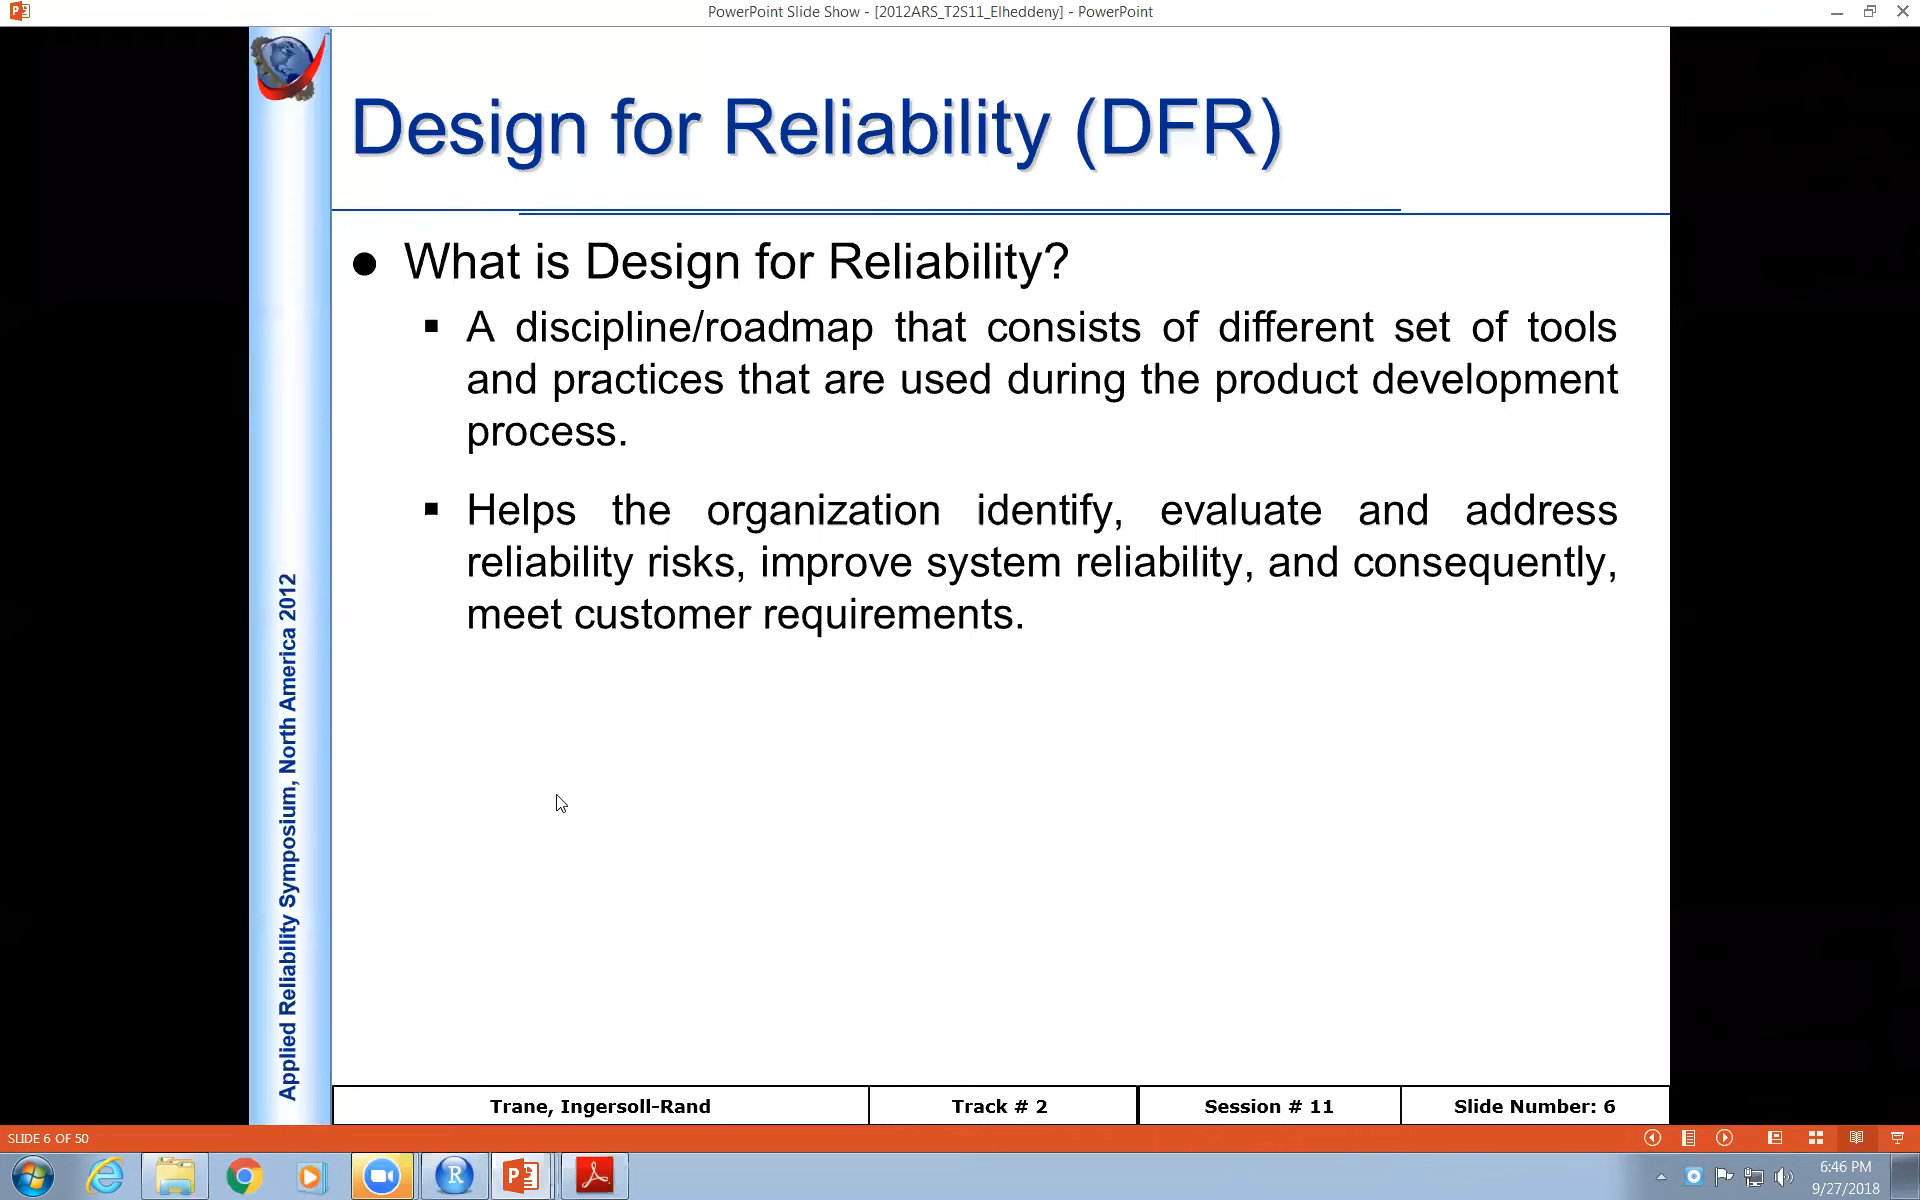 PowerPoint Slide Show - [2012ARS_T2S11_Elheddeny] - PowerPoint
Design for Reliability (DFR)
What is Design for Reliability?
A discipline/roadmap that consists of different set of tools
and practices that are used during the product development
process.
Helps the organization identify, evaluate and address
reliability risks, improve system reliability, and consequently,
meet customer requirements.
Applied Reliability Symposium, North America 2012
Trane, Ingersoll-Rand
Track # 2
Session # 11
Slide Number: 6
SLIDE 6 OF 50
6:46 PM
9/27/2018